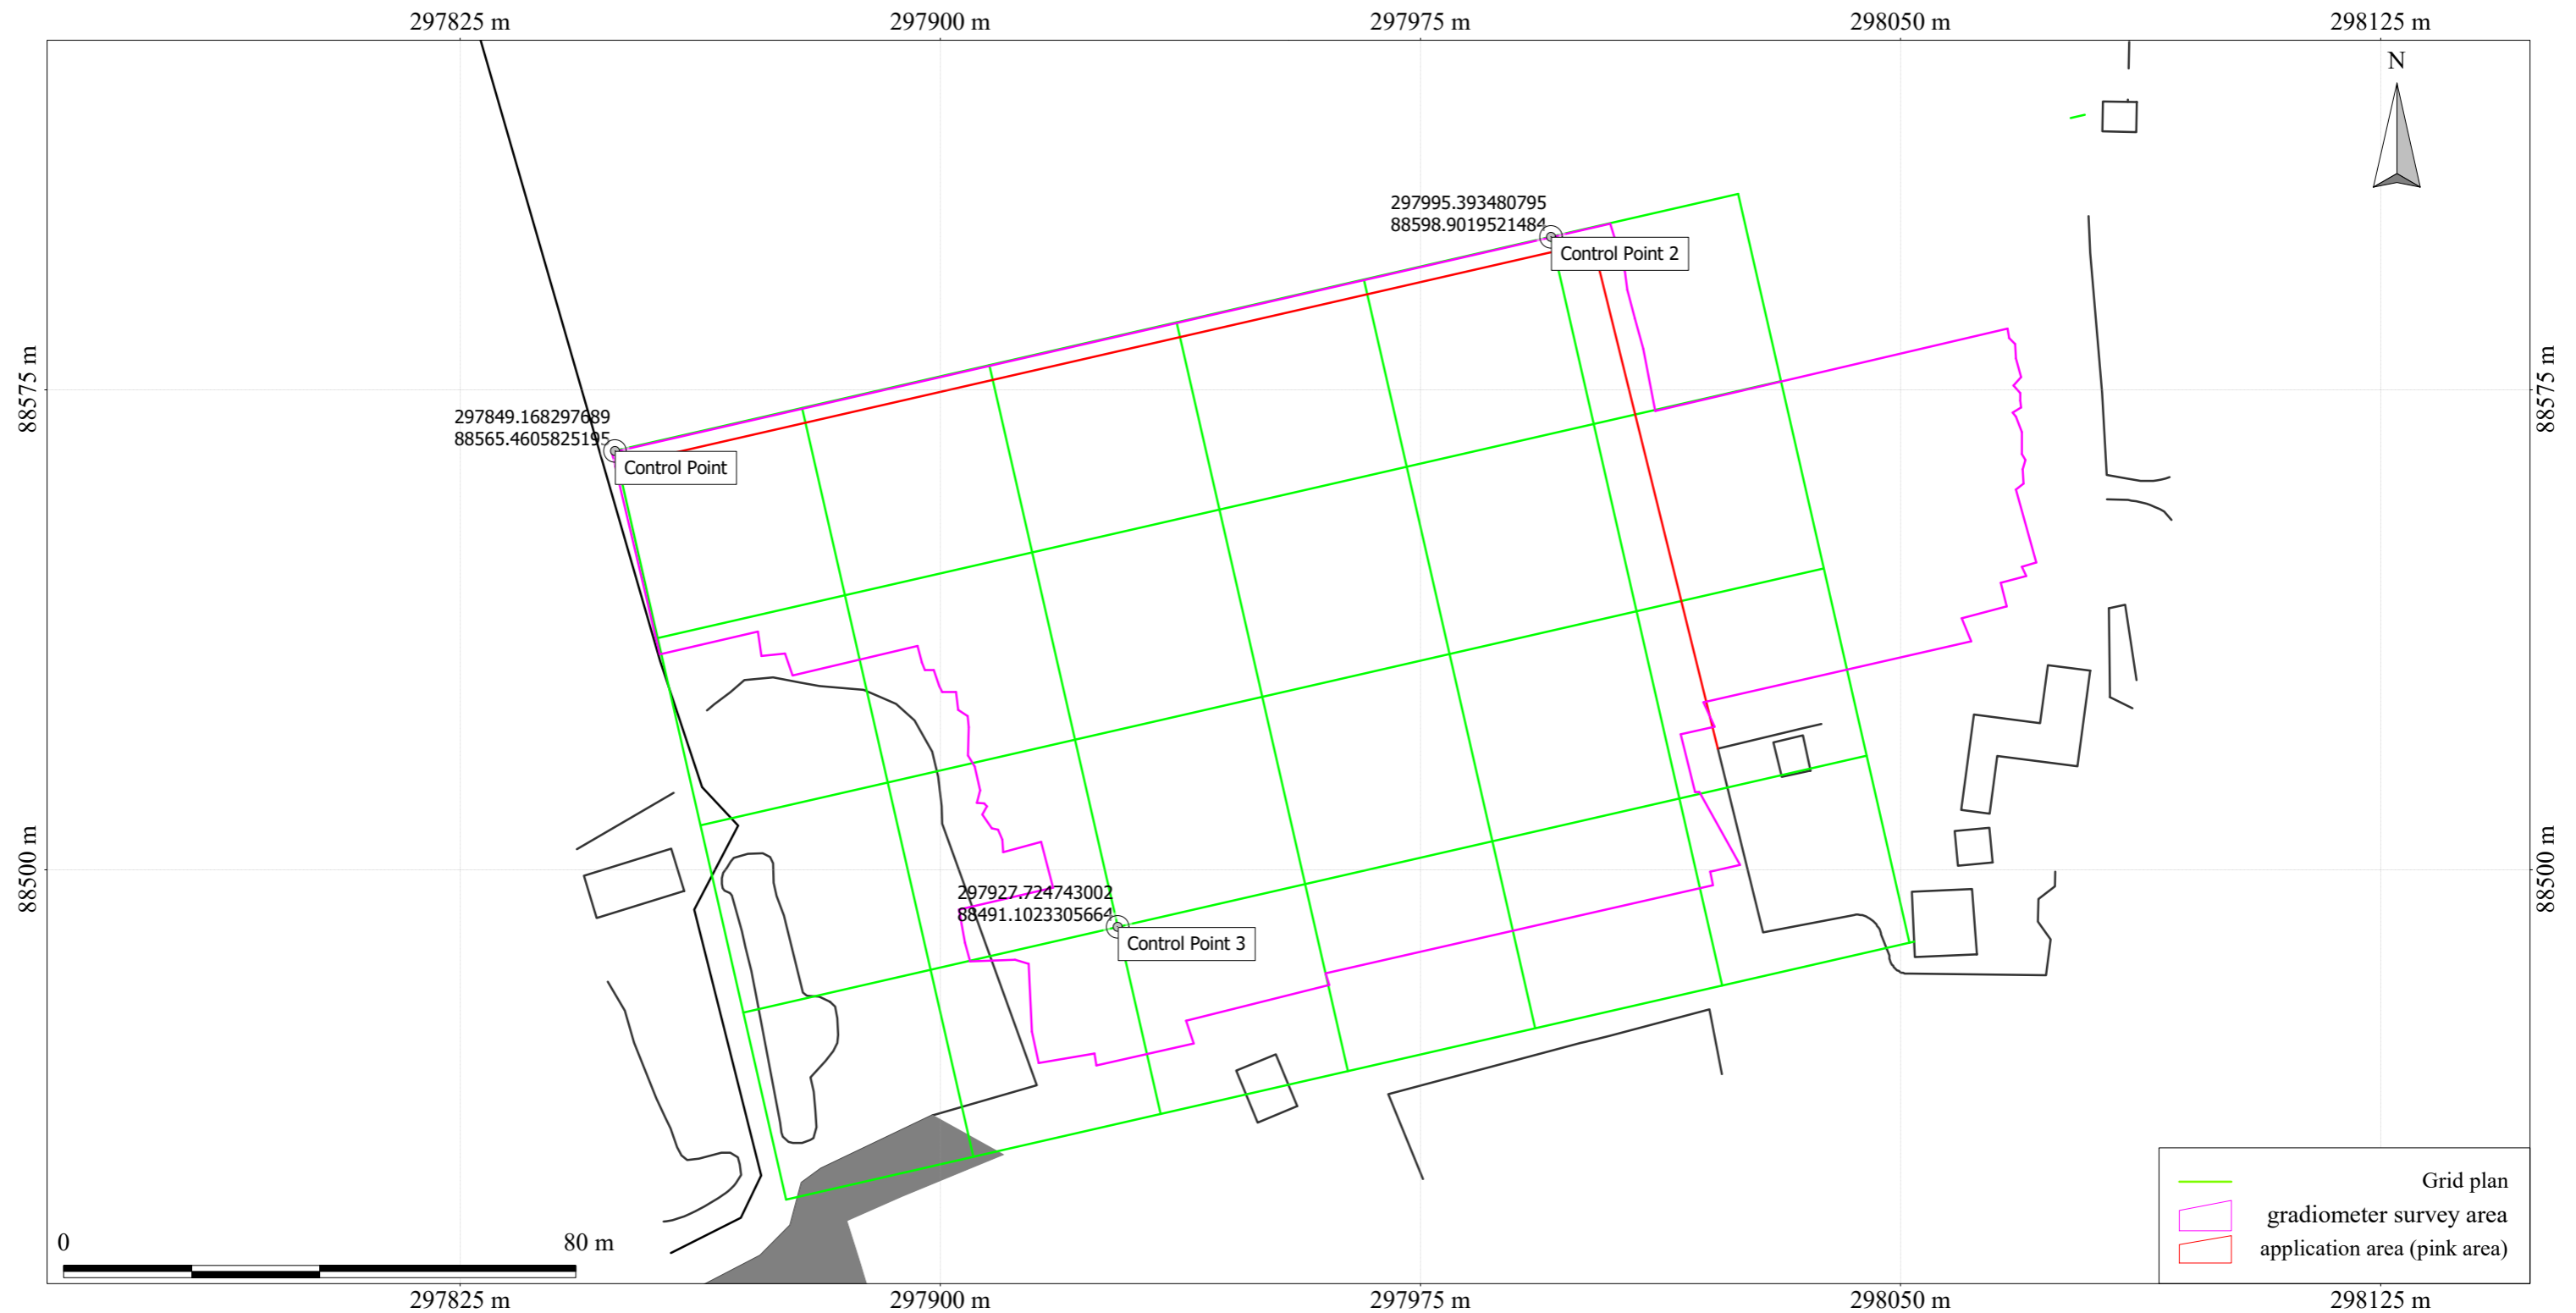 297825 m
297900 m
297975 m
298050 m
298125 m
N
297995.393480795
88598.9019521484
Control Point 2
88575 m
88575 m
297849.168297689
88565.4605825195
Control Point
88500 m
88500 m
297927.724743002
88491.1023305664
Control Point 3
Grid plan
gradiometer survey area
application area (pink area)
0
80 m
297825 m
297900 m
297975 m
298050 m
298125 m